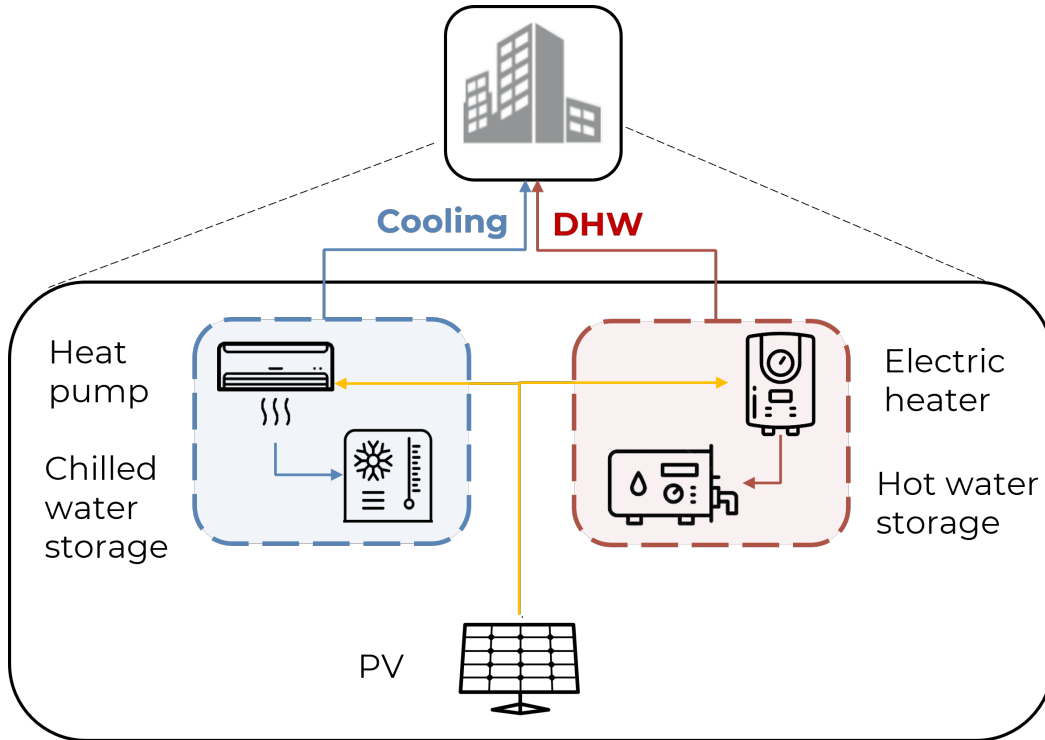 Cooling
DHW
Heat
pump
Electric
heater
Chilled
water
storage
Hot water
storage
PV